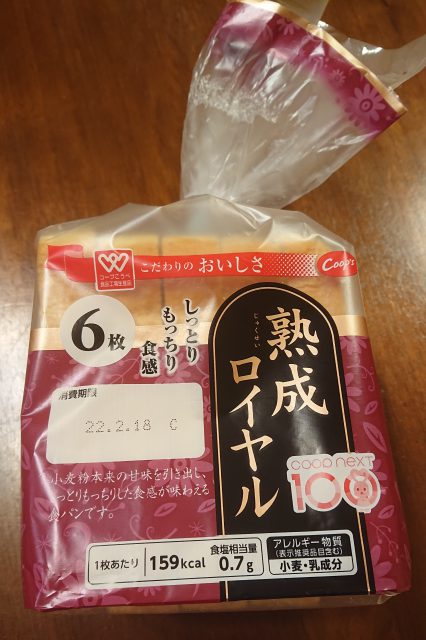 コープこうべ
食品工場生産品
こだわりの おいしさ
Coop's
6枚
しっとり
もっちり
食感
熟成
じゅくせい
ロイヤル
消費期限
22.2.18 C
coop next
100
小麦粉本来の甘味を引き出し、
しっとりもっちりした食感が味わえる
食パンです。
1枚あたり 159kcal 食塩相当量 0.7g
アレルギー物質
(表示推奨品目含む)
小麦・乳成分